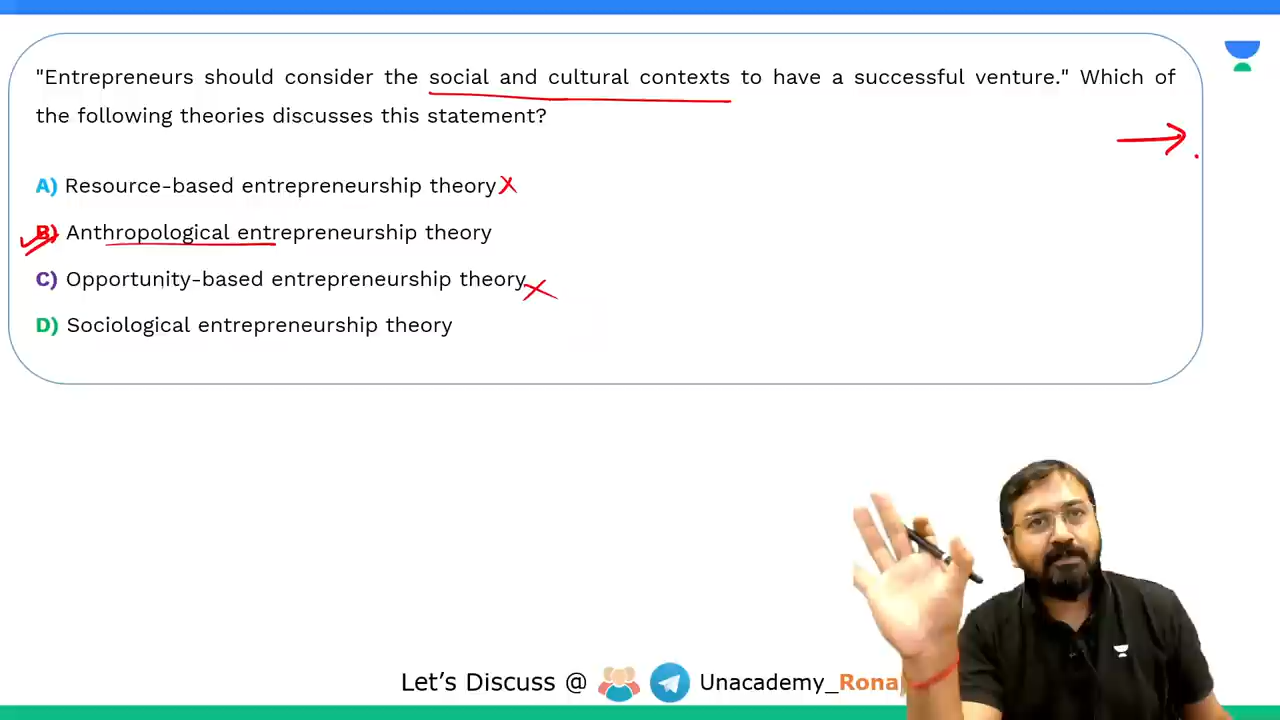 "Entrepreneurs should consider the social and cultural contexts to have a successful venture." Which of
the following theories discusses this statement?
A) Resource-based entrepreneurship theory
B) Anthropological entrepreneurship theory
C) Opportunity-based entrepreneurship theory
D) Sociological entrepreneurship theory
Let's Discuss @ Unacademy_Rona